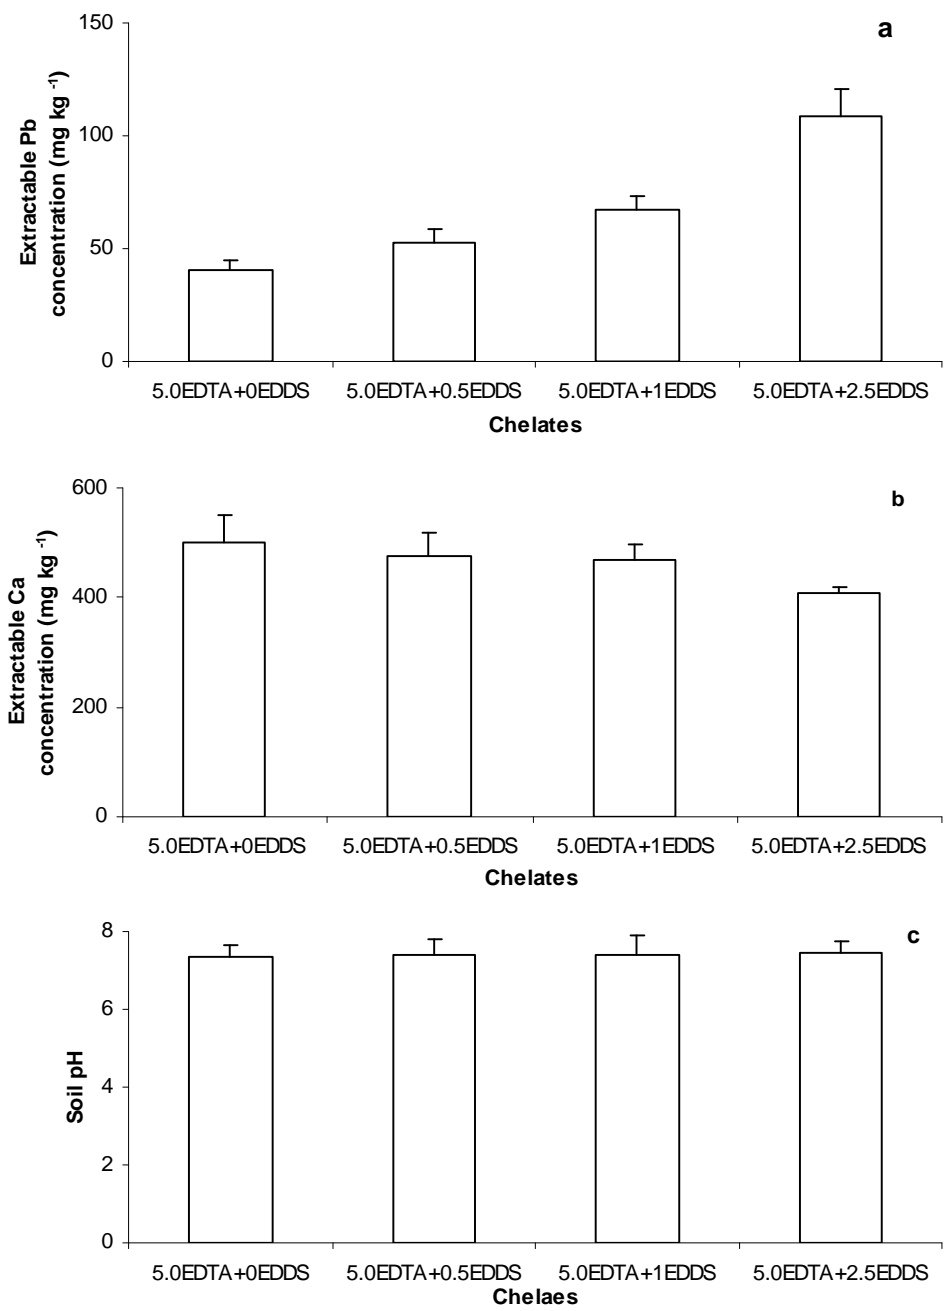 150
a
100
50
0
Extractable Pb
concentration (mg kg -1)
5.0EDTA+0EDDS 5.0EDTA+0.5EDDS 5.0EDTA+1EDDS 5.0EDTA+2.5EDDS
Chelates
600
b
400
200
0
Extractable Ca
concentration (mg kg -1)
5.0EDTA+0EDDS 5.0EDTA+0.5EDDS 5.0EDTA+1EDDS 5.0EDTA+2.5EDDS
Chelates
8
c
6
4
2
0
Soil pH
5.0EDTA+0EDDS 5.0EDTA+0.5EDDS 5.0EDTA+1EDDS 5.0EDTA+2.5EDDS
Chelaes